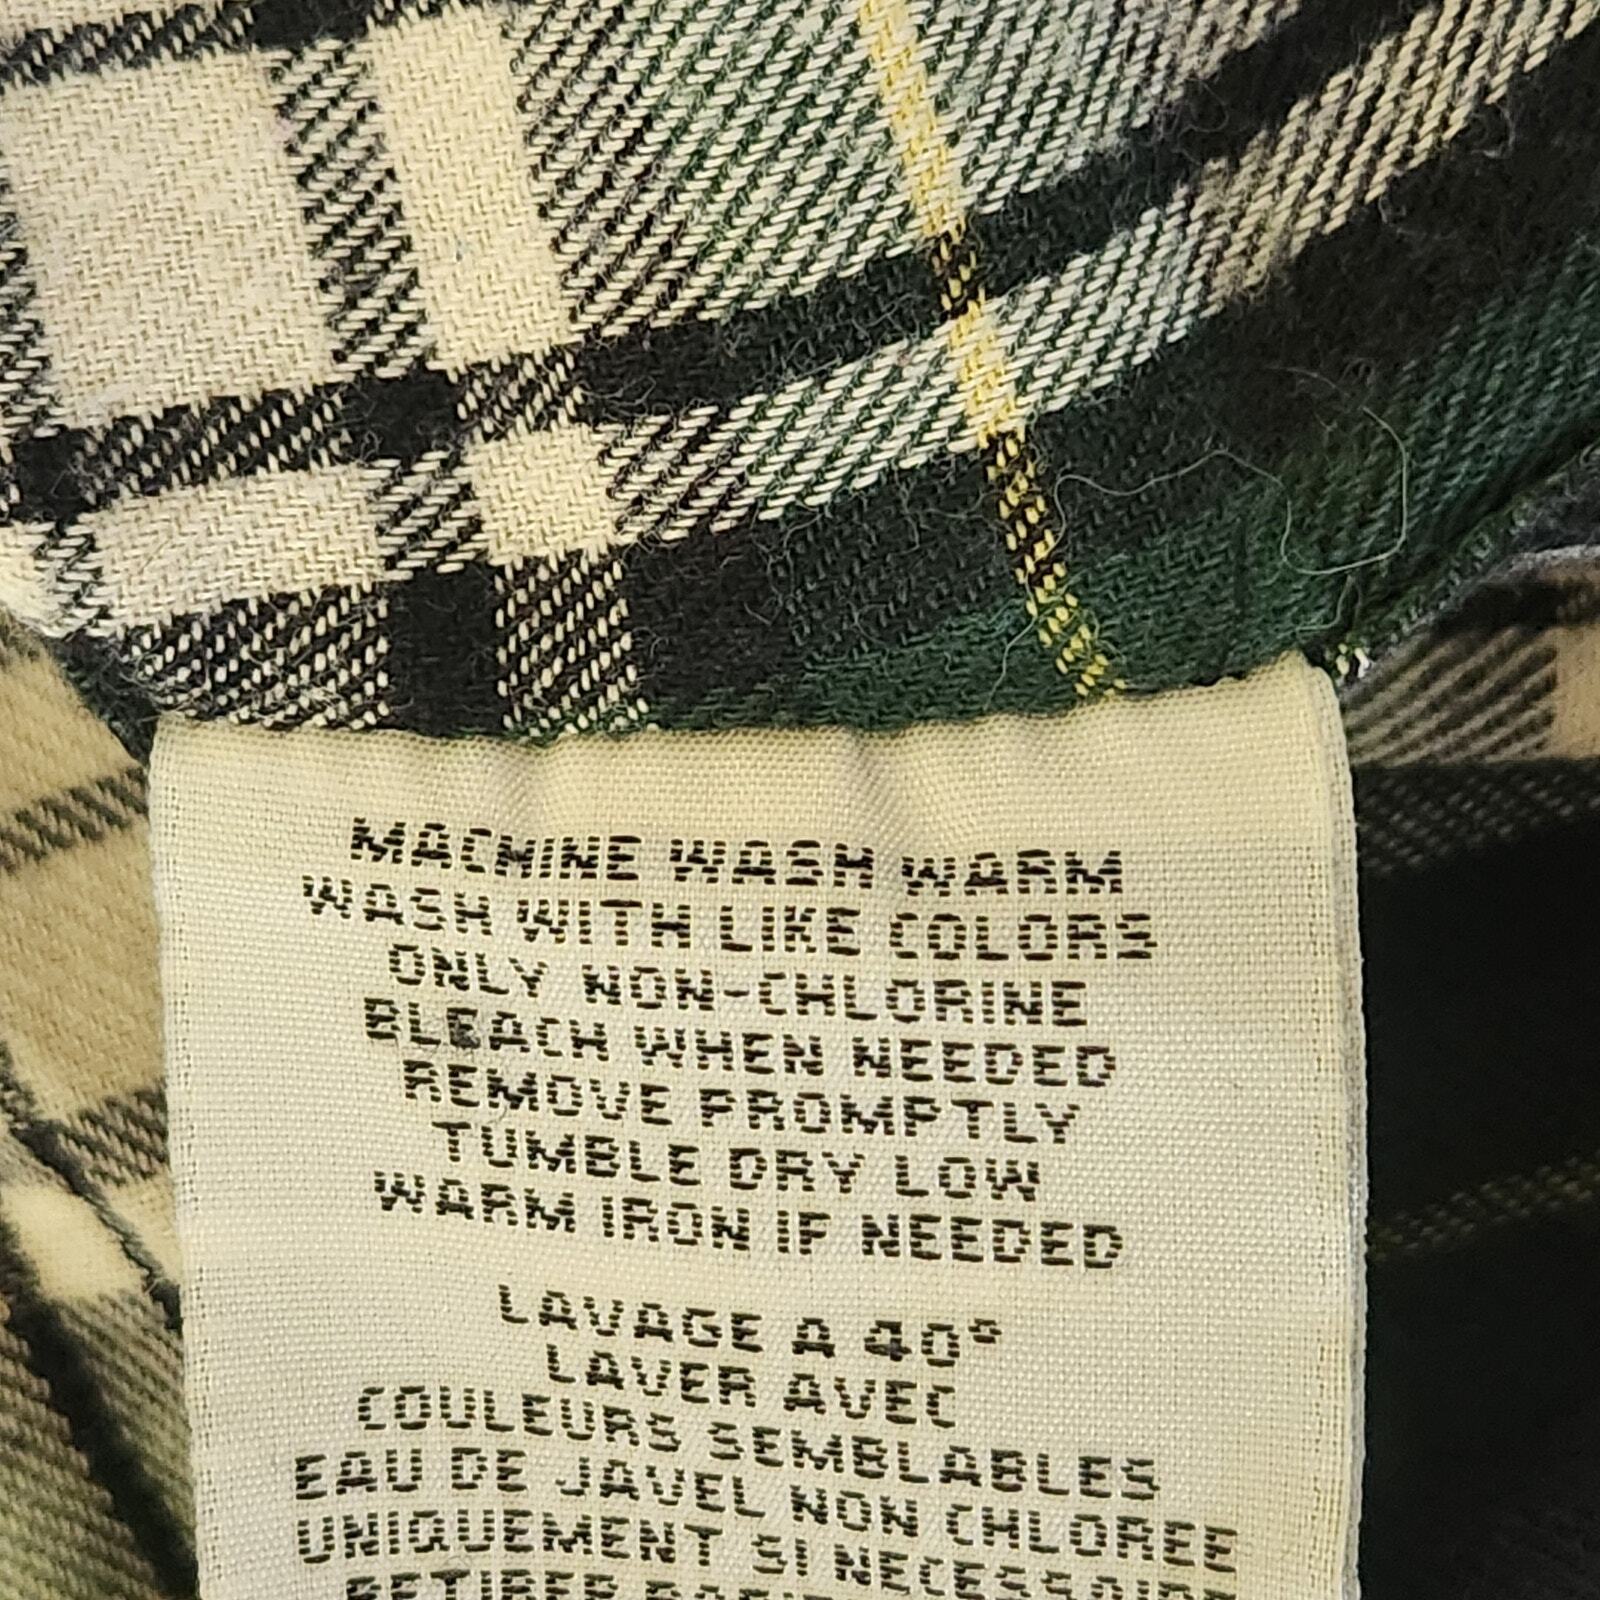 MACHINE WASH WARM
WASH WITH LIKE COLORS
ONLY NON-CHLORINE
BLEACH WHEN NEEDED
REMOVE PROMPTLY
TUMBLE DRY LOW
WARM IRON IF NEEDED
LAVAGE A 40°
LAVER AVEC
COULEURS SEMBLABLES
EAU DE JAVEL NON CHLOREE
UNIQUEMENT SI NECESSAIRE
RETIRER